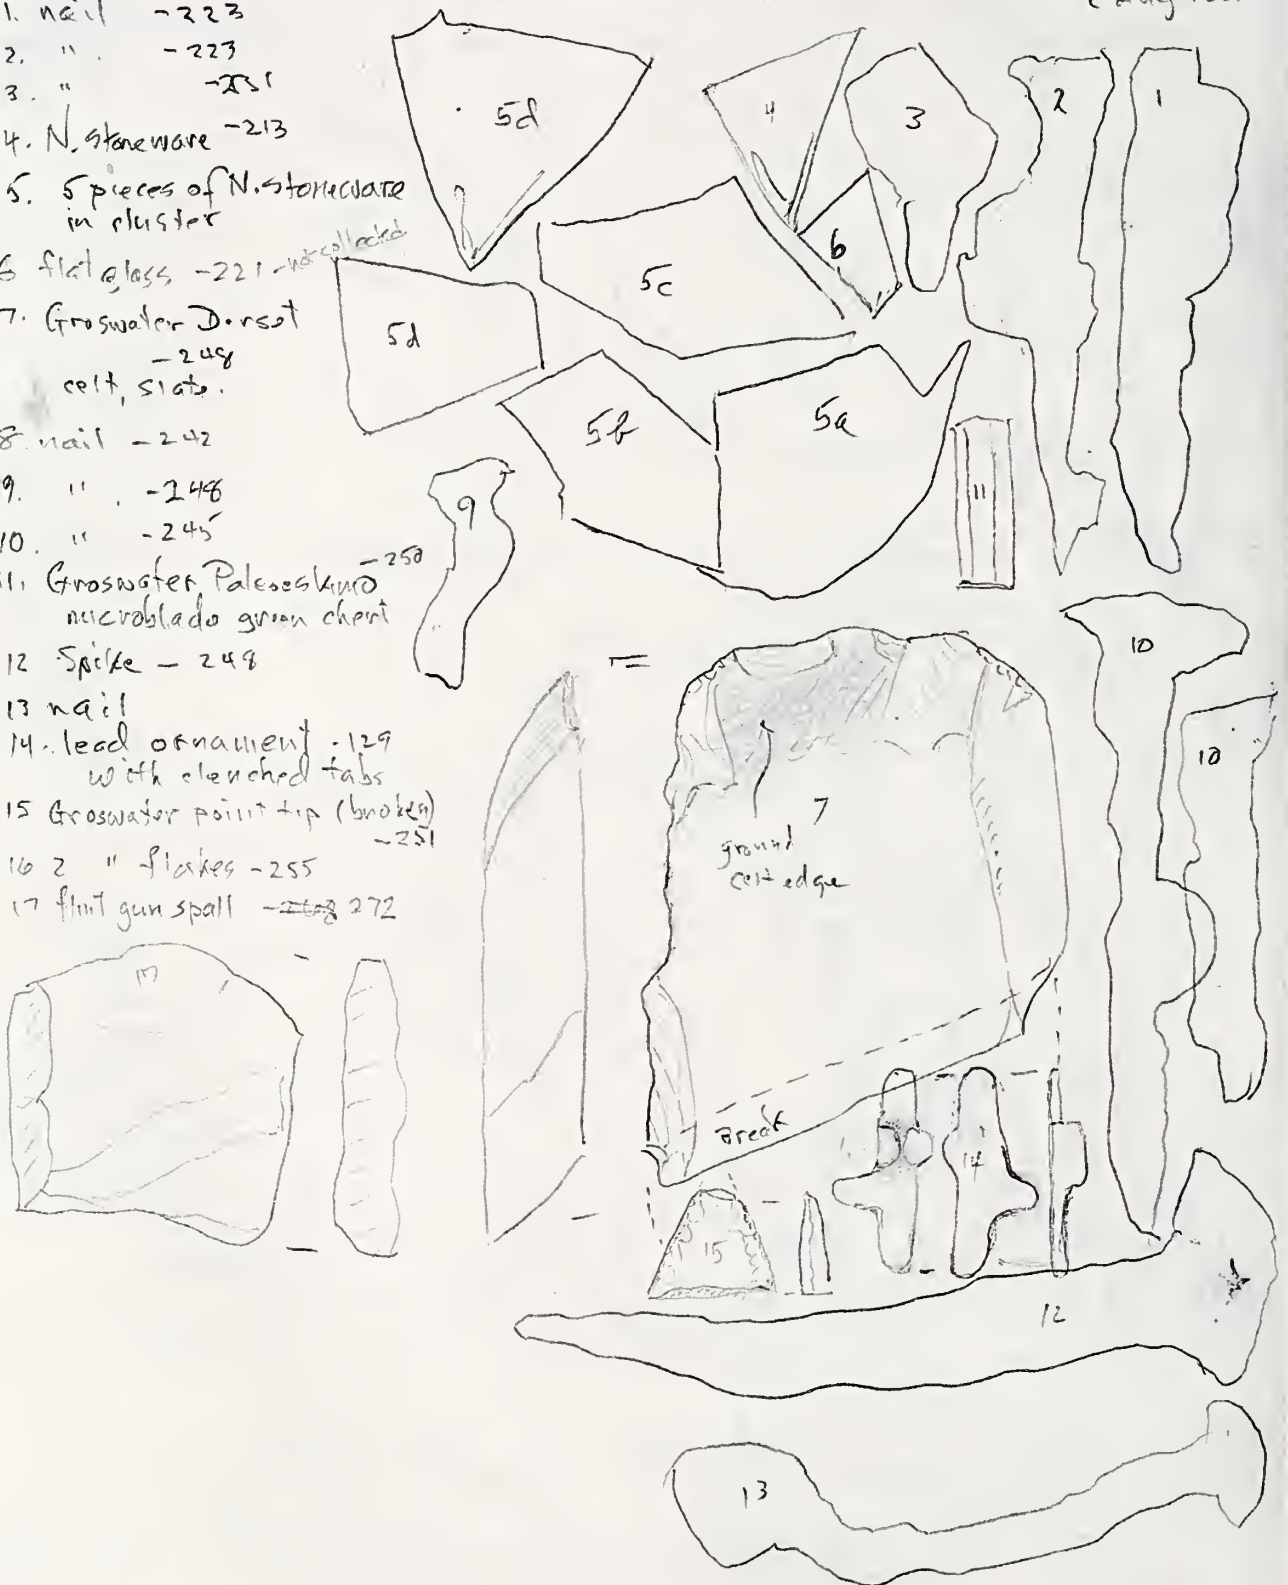 1. nail -223
2. " . -223
3. " -251
4. N. stoneware -213
5. 5 pieces of N. stoneware
in cluster
6 flat glass -221 - not collected
7. Groswater Dorset
-248
celt, slate.
8. nail -242
9. " . -248
10. " -245
11. Groswater Paleoeskimo -250
microblade green chert
12 Spike - 248
13 nail
14. lead ornament -129
with clenched tabs
15 Groswater point tip (broken)
-251
16 2 " flakes -255
17 flint gun spall 272
5d
4
3
2
1
5c
6
5d
5b
5a
11
9
10
10
7
ground
celt edge
Break
17
14
15
12
13